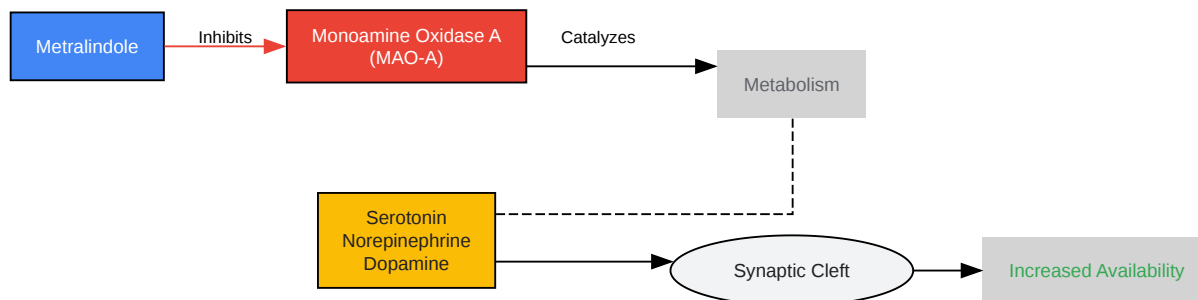 Metralindole
Inhibits
Monoamine Oxidase A
(MAO-A)
Catalyzes
Metabolism
Serotonin
Norepinephrine
Dopamine
Synaptic Cleft
Increased Availability